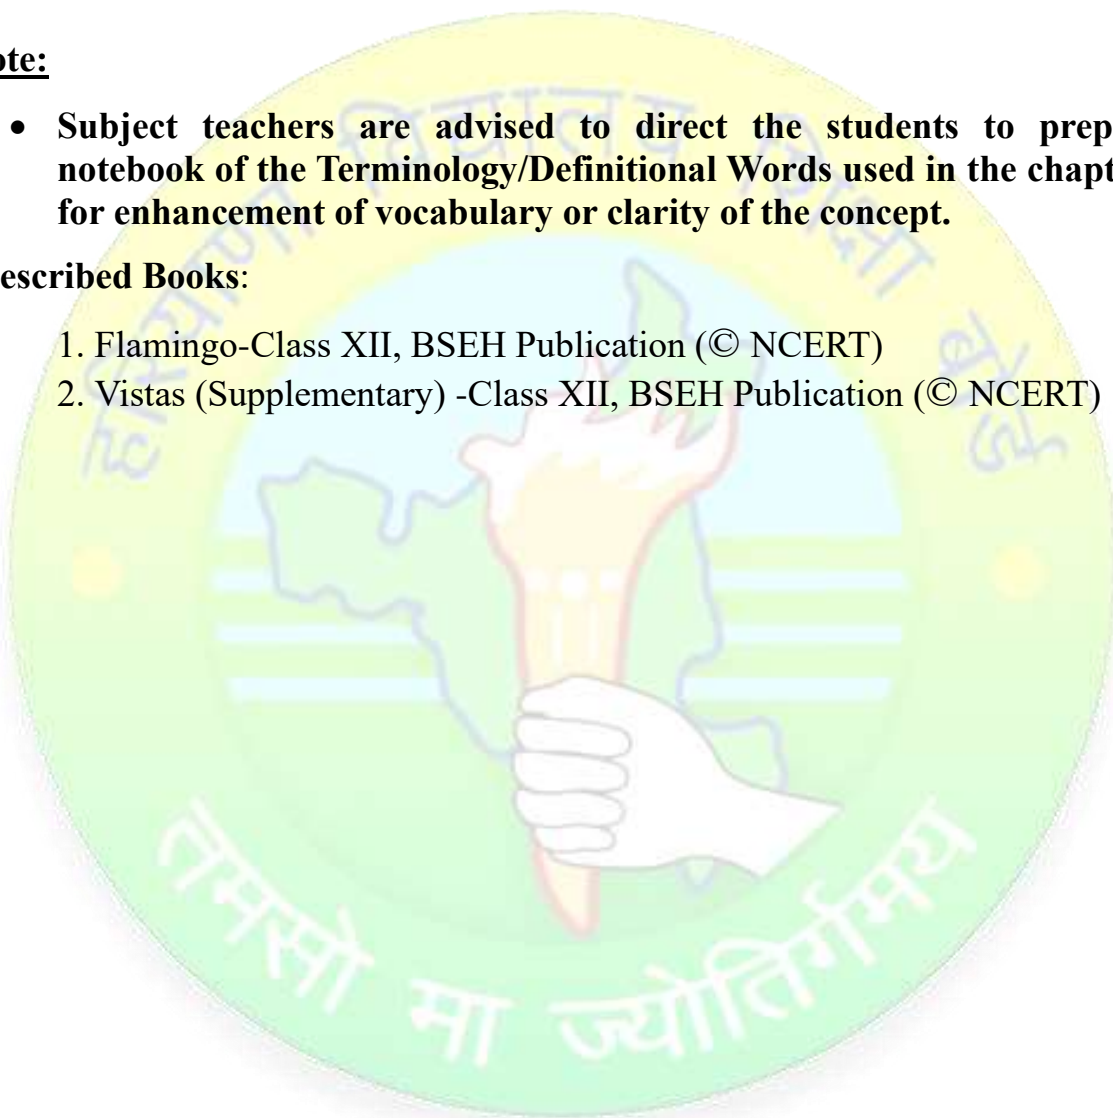 ote:
• Subject teachers are advised to direct the students to prep
notebook of the Terminology/Definitional Words used in the chapt
for enhancement of vocabulary or clarity of the concept.
escribed Books:
1. Flamingo-Class XII, BSEH Publication (© NCERT)
2. Vistas (Supplementary) -Class XII, BSEH Publication (© NCERT)
हरियाणा विद्यालय शिक्षा बोर्ड
तमसो मा ज्योतिर्गमय